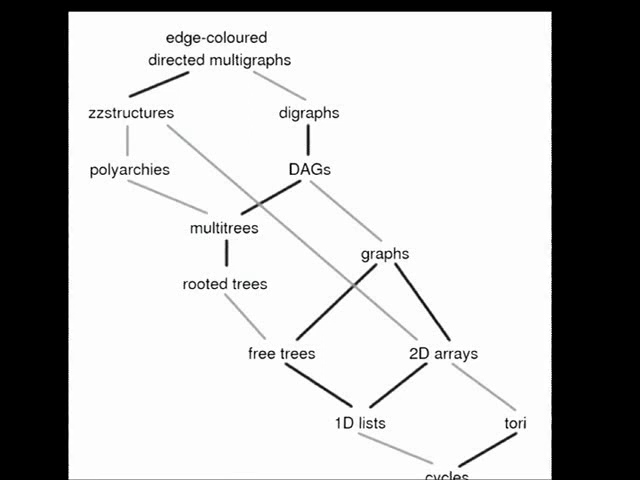 edge-coloured
directed multigraphs
zzstructures
digraphs
polyarchies
DAGs
multitrees
graphs
rooted trees
free trees
2D arrays
1D lists
tori
cycles